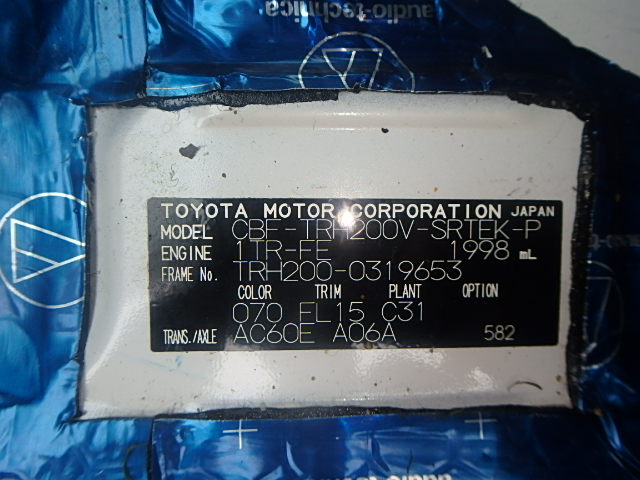 audio-technica
TOYOTA MOTOR CORPORATION JAPAN
MODEL CBF-TRH200V-SRTEK-P
ENGINE 1TR-FE 1998 mL
FRAME No. TRH200-0319653
COLOR TRIM PLANT OPTION
070 FL15 C31
TRANS./AXLE AC60E A06A 582